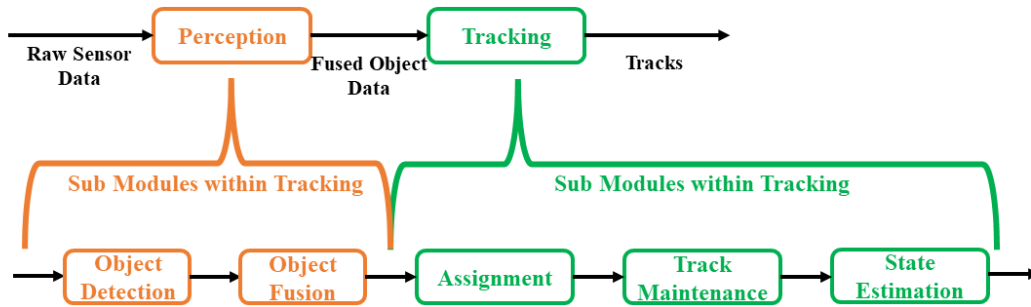 Perception
Tracking
Raw Sensor
Data
Fused Object
Data
Tracks
Sub Modules within Tracking
Sub Modules within Tracking
Object
Detection
Object
Fusion
Assignment
Track
Maintenance
State
Estimation